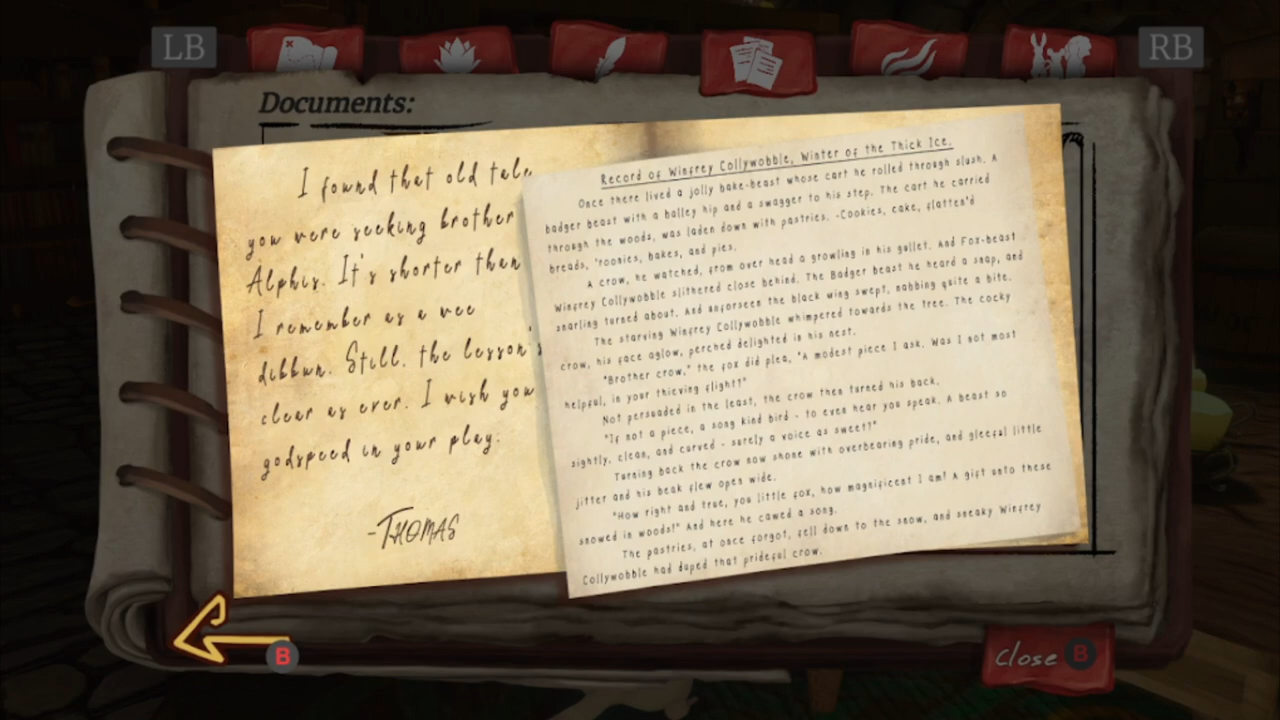 LB
RB
Documents:
I found that old tale
you were seeking brother
Alphis. It's shorter than
I remember as a wee
dibbun. Still, the lesson's
clear as ever. I wish you
godspeed in your play.
-THOMAS
Record of Winfrey Collywobble, Winter of the Thick Ice.
Once there lived a jolly bake-beast whose cart he rolled through slush. A
badger beast with a balley hip and a swagger to his step. The cart he carried
through the woods, was laden down with pastries. -Cookies, cake, flatten'd
breads, 'roonies, bakes, and pies.
A crow, he watched, from over head a growling in his gullet. And Fox-beast
Winfrey Collywobble slithered close behind. The Badger beast he heard a snap, and
snarling turned about. And unforseen the black wing swept, nabbing quite a bite.
The starving Winfrey Collywobble whimpered towards the tree. The cocky
crow, his face aglow, perched delighted in his nest.
"Brother crow," the fox did plea, "A modest piece I ask. Was I not most
helpful, in your thieving flight?"
Not persuaded in the least, the crow then turned his back.
"If not a piece, a song kind bird - to even hear you speak. A beast so
sightly, clean, and curved - surely a voice as sweet?"
Turning back the crow now shone with overbearing pride, and gleeful little
jitter and his beak flew open wide.
"How right and true, you little fox, how magnificent I am! A gift unto these
snowed in woods!" And here he cawed a song.
The pastries, at once forgot, fell down to the snow, and sneaky Winfrey
Collywobble had duped that prideful crow.
B
close B